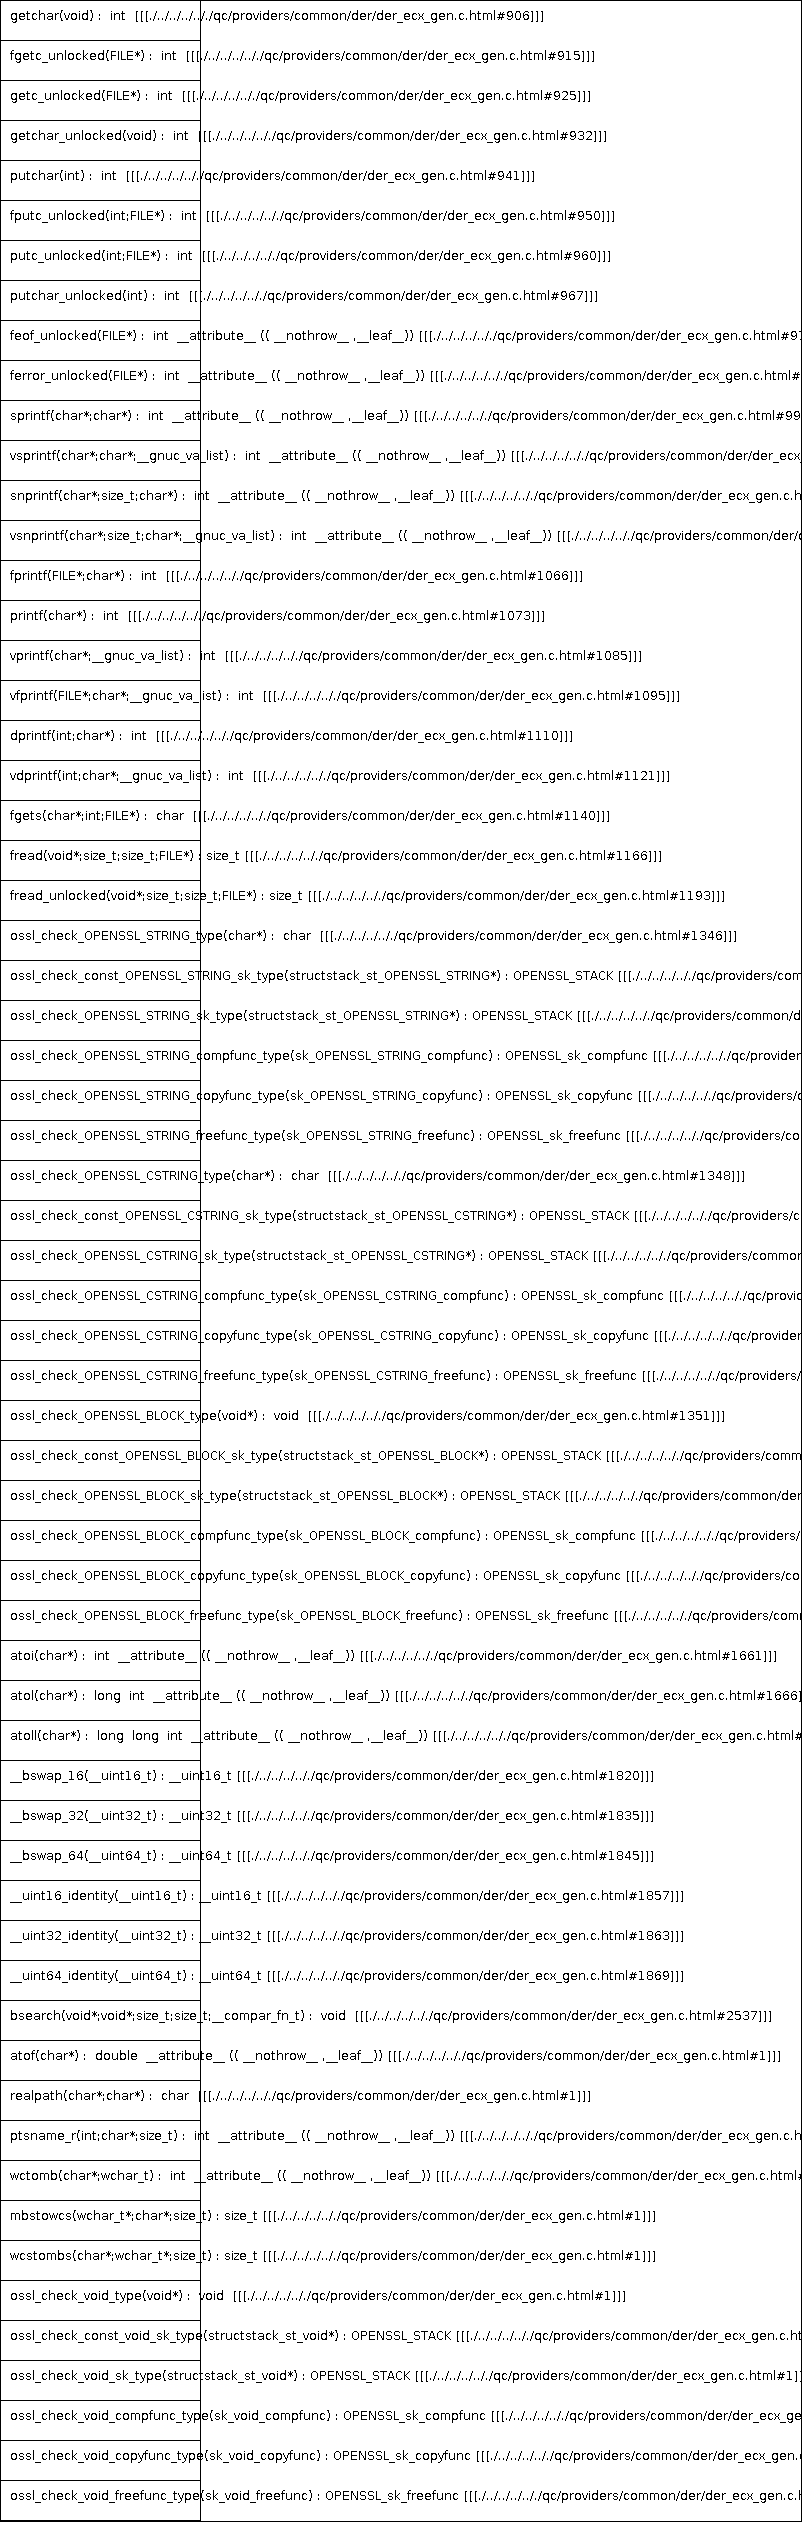 getchar(void) : int [[[./../../../../../qc/providers/common/der/der_ecx_gen.c.html#906]]]
fgetc_unlocked(FILE*) : int [[[./../../../../../qc/providers/common/der/der_ecx_gen.c.html#915]]]
getc_unlocked(FILE*) : int [[[./../../../../../qc/providers/common/der/der_ecx_gen.c.html#925]]]
getchar_unlocked(void) : int [[[./../../../../../qc/providers/common/der/der_ecx_gen.c.html#932]]]
putchar(int) : int [[[./../../../../../qc/providers/common/der/der_ecx_gen.c.html#941]]]
fputc_unlocked(int;FILE*) : int [[[./../../../../../qc/providers/common/der/der_ecx_gen.c.html#950]]]
putc_unlocked(int;FILE*) : int [[[./../../../../../qc/providers/common/der/der_ecx_gen.c.html#960]]]
putchar_unlocked(int) : int [[[./../../../../../qc/providers/common/der/der_ecx_gen.c.html#967]]]
feof_unlocked(FILE*) : int __attribute__ (( __nothrow__ ,__leaf__)) [[[./../../../../../qc/providers/common/der/der_ecx_gen.c.html#97
ferror_unlocked(FILE*) : int __attribute__ (( __nothrow__ ,__leaf__)) [[[./../../../../../qc/providers/common/der/der_ecx_gen.c.html#
sprintf(char*;char*) : int __attribute__ (( __nothrow__ ,__leaf__)) [[[./../../../../../qc/providers/common/der/der_ecx_gen.c.html#99
vsprintf(char*;char*;__gnuc_va_list) : int __attribute__ (( __nothrow__ ,__leaf__)) [[[./../../../../../qc/providers/common/der/der_ecx
snprintf(char*;size_t;char*) : int __attribute__ (( __nothrow__ ,__leaf__)) [[[./../../../../../qc/providers/common/der/der_ecx_gen.c.h
vsnprintf(char*;size_t;char*;__gnuc_va_list) : int __attribute__ (( __nothrow__ ,__leaf__)) [[[./../../../../../qc/providers/common/der/
fprintf(FILE*;char*) : int [[[./../../../../../qc/providers/common/der/der_ecx_gen.c.html#1066]]]
printf(char*) : int [[[./../../../../../qc/providers/common/der/der_ecx_gen.c.html#1073]]]
vprintf(char*;__gnuc_va_list) : int [[[./../../../../../qc/providers/common/der/der_ecx_gen.c.html#1085]]]
vfprintf(FILE*;char*;__gnuc_va_list) : int [[[./../../../../../qc/providers/common/der/der_ecx_gen.c.html#1095]]]
dprintf(int;char*) : int [[[./../../../../../qc/providers/common/der/der_ecx_gen.c.html#1110]]]
vdprintf(int;char*;__gnuc_va_list) : int [[[./../../../../../qc/providers/common/der/der_ecx_gen.c.html#1121]]]
fgets(char*;int;FILE*) : char [[[./../../../../../qc/providers/common/der/der_ecx_gen.c.html#1140]]]
fread(void*;size_t;size_t;FILE*) : size_t [[[./../../../../../qc/providers/common/der/der_ecx_gen.c.html#1166]]]
fread_unlocked(void*;size_t;size_t;FILE*) : size_t [[[./../../../../../qc/providers/common/der/der_ecx_gen.c.html#1193]]]
ossl_check_OPENSSL_STRING_type(char*) : char [[[./../../../../../qc/providers/common/der/der_ecx_gen.c.html#1346]]]
ossl_check_const_OPENSSL_STRING_sk_type(structstack_st_OPENSSL_STRING*) : OPENSSL_STACK [[[./../../../../../qc/providers/com
ossl_check_OPENSSL_STRING_sk_type(structstack_st_OPENSSL_STRING*) : OPENSSL_STACK [[[./../../../../../qc/providers/common/d
ossl_check_OPENSSL_STRING_compfunc_type(sk_OPENSSL_STRING_compfunc) : OPENSSL_sk_compfunc [[[./../../../../../qc/provider
ossl_check_OPENSSL_STRING_copyfunc_type(sk_OPENSSL_STRING_copyfunc) : OPENSSL_sk_copyfunc [[[./../../../../../qc/providers/c
ossl_check_OPENSSL_STRING_freefunc_type(sk_OPENSSL_STRING_freefunc) : OPENSSL_sk_freefunc [[[./../../../../../qc/providers/co
ossl_check_OPENSSL_CSTRING_type(char*) : char [[[./../../../../../qc/providers/common/der/der_ecx_gen.c.html#1348]]]
ossl_check_const_OPENSSL_CSTRING_sk_type(structstack_st_OPENSSL_CSTRING*) : OPENSSL_STACK [[[./../../../../../qc/providers/c
ossl_check_OPENSSL_CSTRING_sk_type(structstack_st_OPENSSL_CSTRING*) : OPENSSL_STACK [[[./../../../../../qc/providers/common
ossl_check_OPENSSL_CSTRING_compfunc_type(sk_OPENSSL_CSTRING_compfunc) : OPENSSL_sk_compfunc [[[./../../../../../qc/provid
ossl_check_OPENSSL_CSTRING_copyfunc_type(sk_OPENSSL_CSTRING_copyfunc) : OPENSSL_sk_copyfunc [[[./../../../../../qc/provider
ossl_check_OPENSSL_CSTRING_freefunc_type(sk_OPENSSL_CSTRING_freefunc) : OPENSSL_sk_freefunc [[[./../../../../../qc/providers/
ossl_check_OPENSSL_BLOCK_type(void*) : void [[[./../../../../../qc/providers/common/der/der_ecx_gen.c.html#1351]]]
ossl_check_const_OPENSSL_BLOCK_sk_type(structstack_st_OPENSSL_BLOCK*) : OPENSSL_STACK [[[./../../../../../qc/providers/comm
ossl_check_OPENSSL_BLOCK_sk_type(structstack_st_OPENSSL_BLOCK*) : OPENSSL_STACK [[[./../../../../../qc/providers/common/der
ossl_check_OPENSSL_BLOCK_compfunc_type(sk_OPENSSL_BLOCK_compfunc) : OPENSSL_sk_compfunc [[[./../../../../../qc/providers/
ossl_check_OPENSSL_BLOCK_copyfunc_type(sk_OPENSSL_BLOCK_copyfunc) : OPENSSL_sk_copyfunc [[[./../../../../../qc/providers/co
ossl_check_OPENSSL_BLOCK_freefunc_type(sk_OPENSSL_BLOCK_freefunc) : OPENSSL_sk_freefunc [[[./../../../../../qc/providers/com
atoi(char*) : int __attribute__ (( __nothrow__ ,__leaf__)) [[[./../../../../../qc/providers/common/der/der_ecx_gen.c.html#1661]]]
atol(char*) : long int __attribute__ (( __nothrow__ ,__leaf__)) [[[./../../../../../qc/providers/common/der/der_ecx_gen.c.html#1666]
atoll(char*) : long long int __attribute__ (( __nothrow__ ,__leaf__)) [[[./../../../../../qc/providers/common/der/der_ecx_gen.c.html#
__bswap_16(__uint16_t) : __uint16_t [[[./../../../../../qc/providers/common/der/der_ecx_gen.c.html#1820]]]
__bswap_32(__uint32_t) : __uint32_t [[[./../../../../../qc/providers/common/der/der_ecx_gen.c.html#1835]]]
__bswap_64(__uint64_t) : __uint64_t [[[./../../../../../qc/providers/common/der/der_ecx_gen.c.html#1845]]]
__uint16_identity(__uint16_t) : __uint16_t [[[./../../../../../qc/providers/common/der/der_ecx_gen.c.html#1857]]]
__uint32_identity(__uint32_t) : __uint32_t [[[./../../../../../qc/providers/common/der/der_ecx_gen.c.html#1863]]]
__uint64_identity(__uint64_t) : __uint64_t [[[./../../../../../qc/providers/common/der/der_ecx_gen.c.html#1869]]]
bsearch(void*;void*;size_t;size_t;__compar_fn_t) : void [[[./../../../../../qc/providers/common/der/der_ecx_gen.c.html#2537]]]
atof(char*) : double __attribute__ (( __nothrow__ ,__leaf__)) [[[./../../../../../qc/providers/common/der/der_ecx_gen.c.html#1]]]
realpath(char*;char*) : char [[[./../../../../../qc/providers/common/der/der_ecx_gen.c.html#1]]]
ptsname_r(int;char*;size_t) : int __attribute__ (( __nothrow__ ,__leaf__)) [[[./../../../../../qc/providers/common/der/der_ecx_gen.c.h
wctomb(char*;wchar_t) : int __attribute__ (( __nothrow__ ,__leaf__)) [[[./../../../../../qc/providers/common/der/der_ecx_gen.c.html#
mbstowcs(wchar_t*;char*;size_t) : size_t [[[./../../../../../qc/providers/common/der/der_ecx_gen.c.html#1]]]
wcstombs(char*;wchar_t*;size_t) : size_t [[[./../../../../../qc/providers/common/der/der_ecx_gen.c.html#1]]]
ossl_check_void_type(void*) : void [[[./../../../../../qc/providers/common/der/der_ecx_gen.c.html#1]]]
ossl_check_const_void_sk_type(structstack_st_void*) : OPENSSL_STACK [[[./../../../../../qc/providers/common/der/der_ecx_gen.c.ht
ossl_check_void_sk_type(structstack_st_void*) : OPENSSL_STACK [[[./../../../../../qc/providers/common/der/der_ecx_gen.c.html#1]]
ossl_check_void_compfunc_type(sk_void_compfunc) : OPENSSL_sk_compfunc [[[./../../../../../qc/providers/common/der/der_ecx_ge
ossl_check_void_copyfunc_type(sk_void_copyfunc) : OPENSSL_sk_copyfunc [[[./../../../../../qc/providers/common/der/der_ecx_gen.
ossl_check_void_freefunc_type(sk_void_freefunc) : OPENSSL_sk_freefunc [[[./../../../../../qc/providers/common/der/der_ecx_gen.c.h